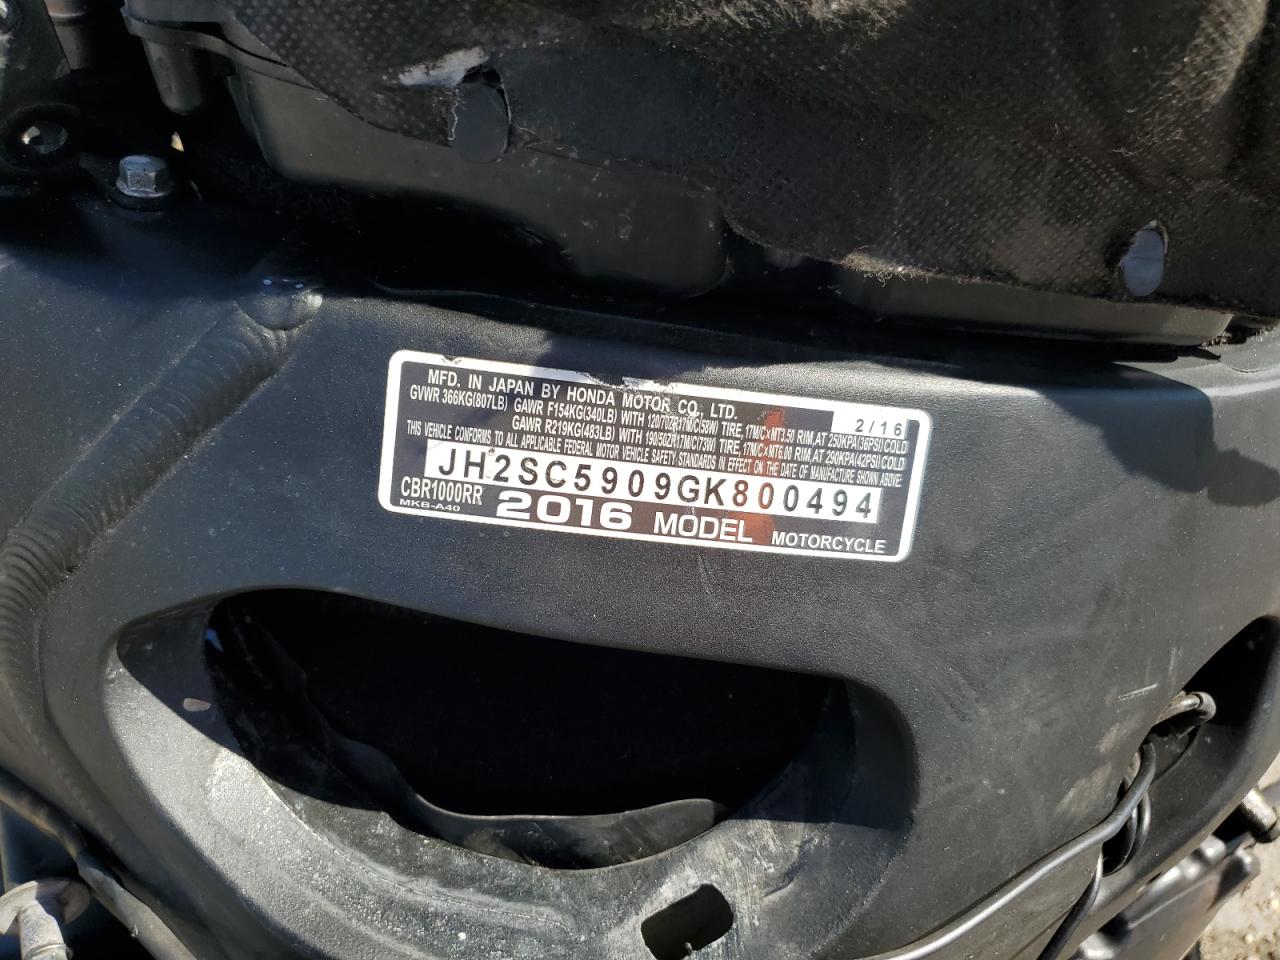 MFD. IN JAPAN BY HONDA MOTOR CO., LTD. 2/16
GVWR 366KG(807LB) GAWR F154KG(340LB) WITH 120/70ZR17M/C(58W) TIRE, 17M/C×MT3.50 RIM, AT 250KPA(36PSI) COLD
GAWR R219KG(483LB) WITH 190/50ZR17M/C(73W) TIRE, 17M/C×MT6.00 RIM, AT 290KPA(42PSI) COLD
THIS VEHICLE CONFORMS TO ALL APPLICABLE FEDERAL MOTOR VEHICLE SAFETY STANDARDS IN EFFECT ON THE DATE OF MANUFACTURE SHOWN ABOVE.
JH2SC5909GK800494
CBR1000RR 2016 MODEL MOTORCYCLE
MKB-A40